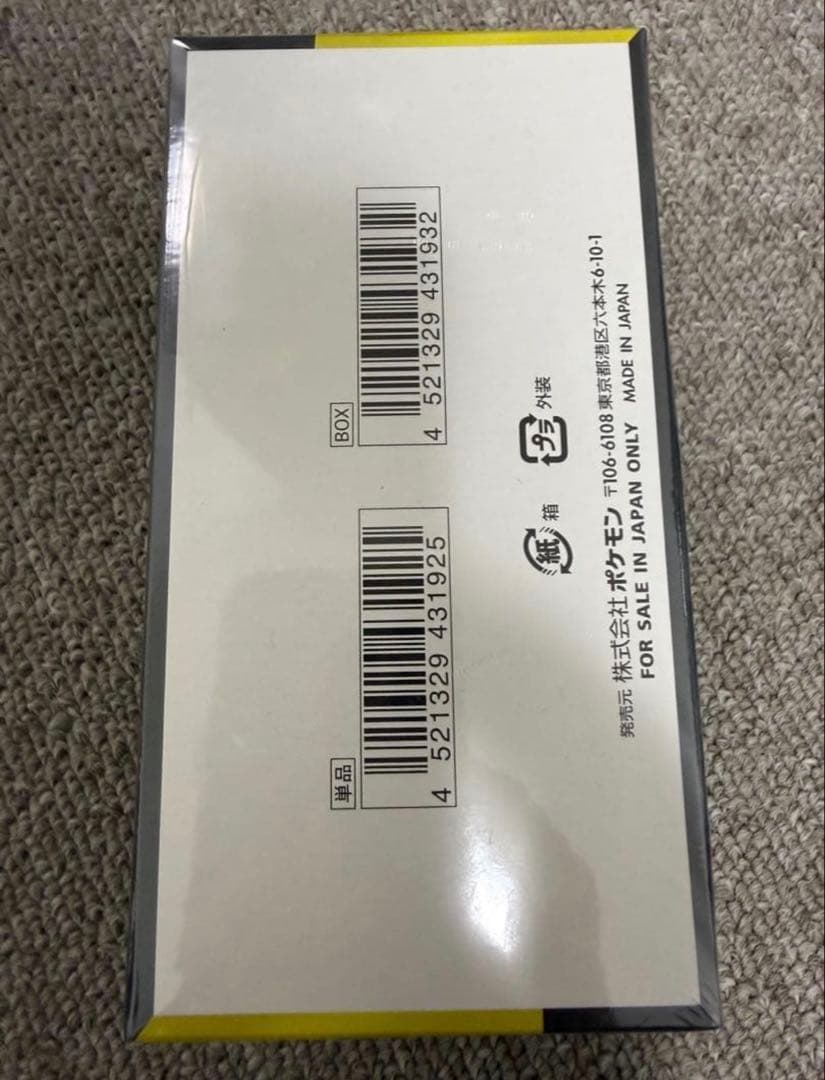 単品
4 521329 431925
BOX
4 521329 431932
紙 箱
プラ 外装
発売元 株式会社 ポケモン 〒106-6108 東京都港区六本木6-10-1
FOR SALE IN JAPAN ONLY MADE IN JAPAN